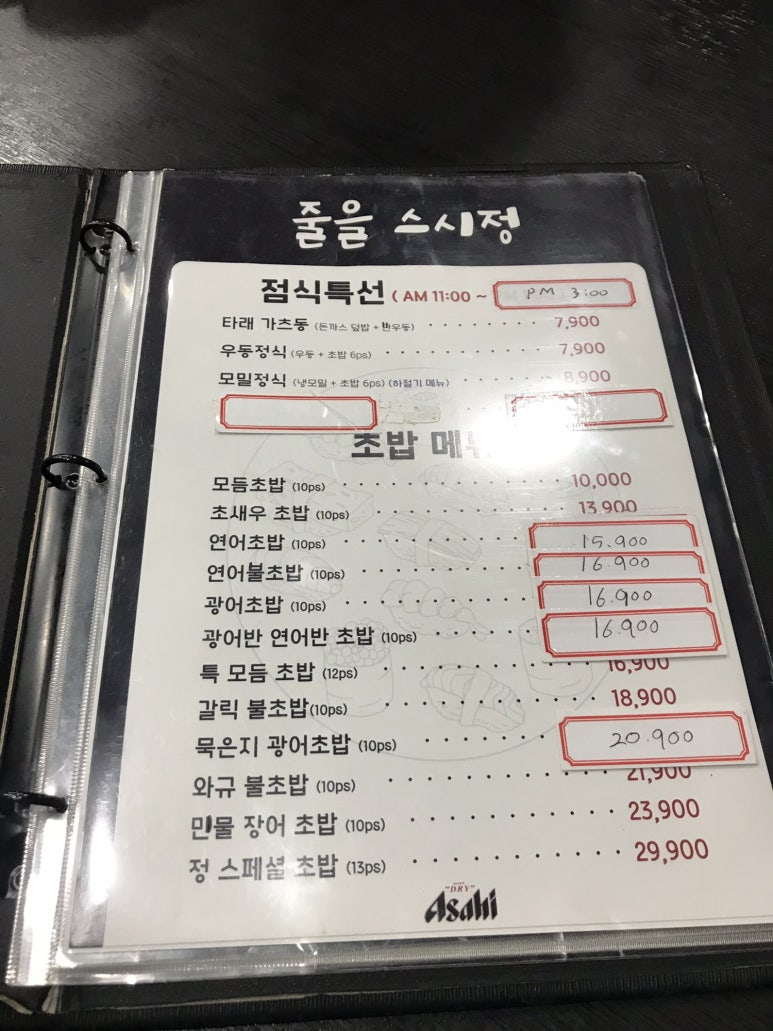 줄을 스시정
점식특선 ( AM 11:00 ~ PM 3:00
타래 가츠동 (돈까스 덮밥 + 반우동) 7,900
우동정식 (우동 + 초밥 6ps) 7,900
모밀정식 (냉모밀 + 초밥 6ps) (하절기 메뉴) 8,900
초밥
모듬초밥 (10ps) 10,000
초새우 초밥 (10ps) 13,900
연어초밥 (10ps) 15.900
연어불초밥 (10ps) 16.900
광어초밥 (10ps) 16.900
광어반 연어반 초밥 (10ps) 16.900
특 모듬 초밥 (12ps) 16,900
갈릭 불초밥(10ps) 18,900
묵은지 광어초밥 (10ps) 20.900
와규 불초밥 (10ps) 21,900
민물 장어 초밥 (10ps) 23,900
정 스페셜 초밥 (13ps) 29,900
"DRY"
Asahi